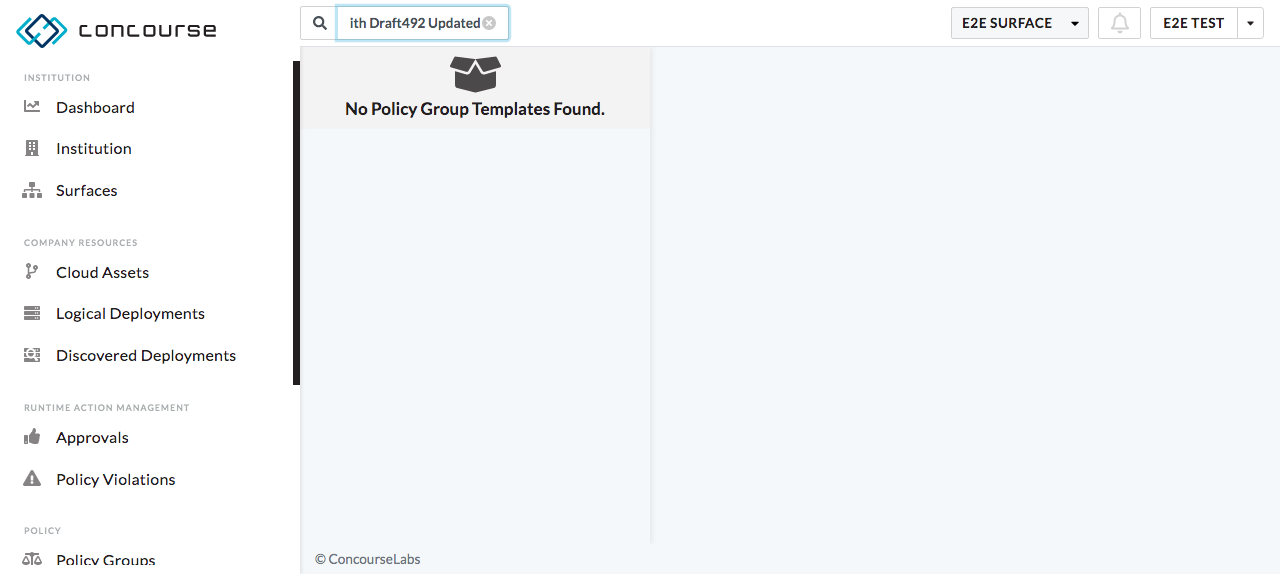 concourse
ith Draft492 Updated
E2E SURFACE
E2E TEST
INSTITUTION
Dashboard
Institution
Surfaces
COMPANY RESOURCES
Cloud Assets
Logical Deployments
Discovered Deployments
RUNTIME ACTION MANAGEMENT
Approvals
Policy Violations
POLICY
Policy Groups
No Policy Group Templates Found.
© ConcourseLabs